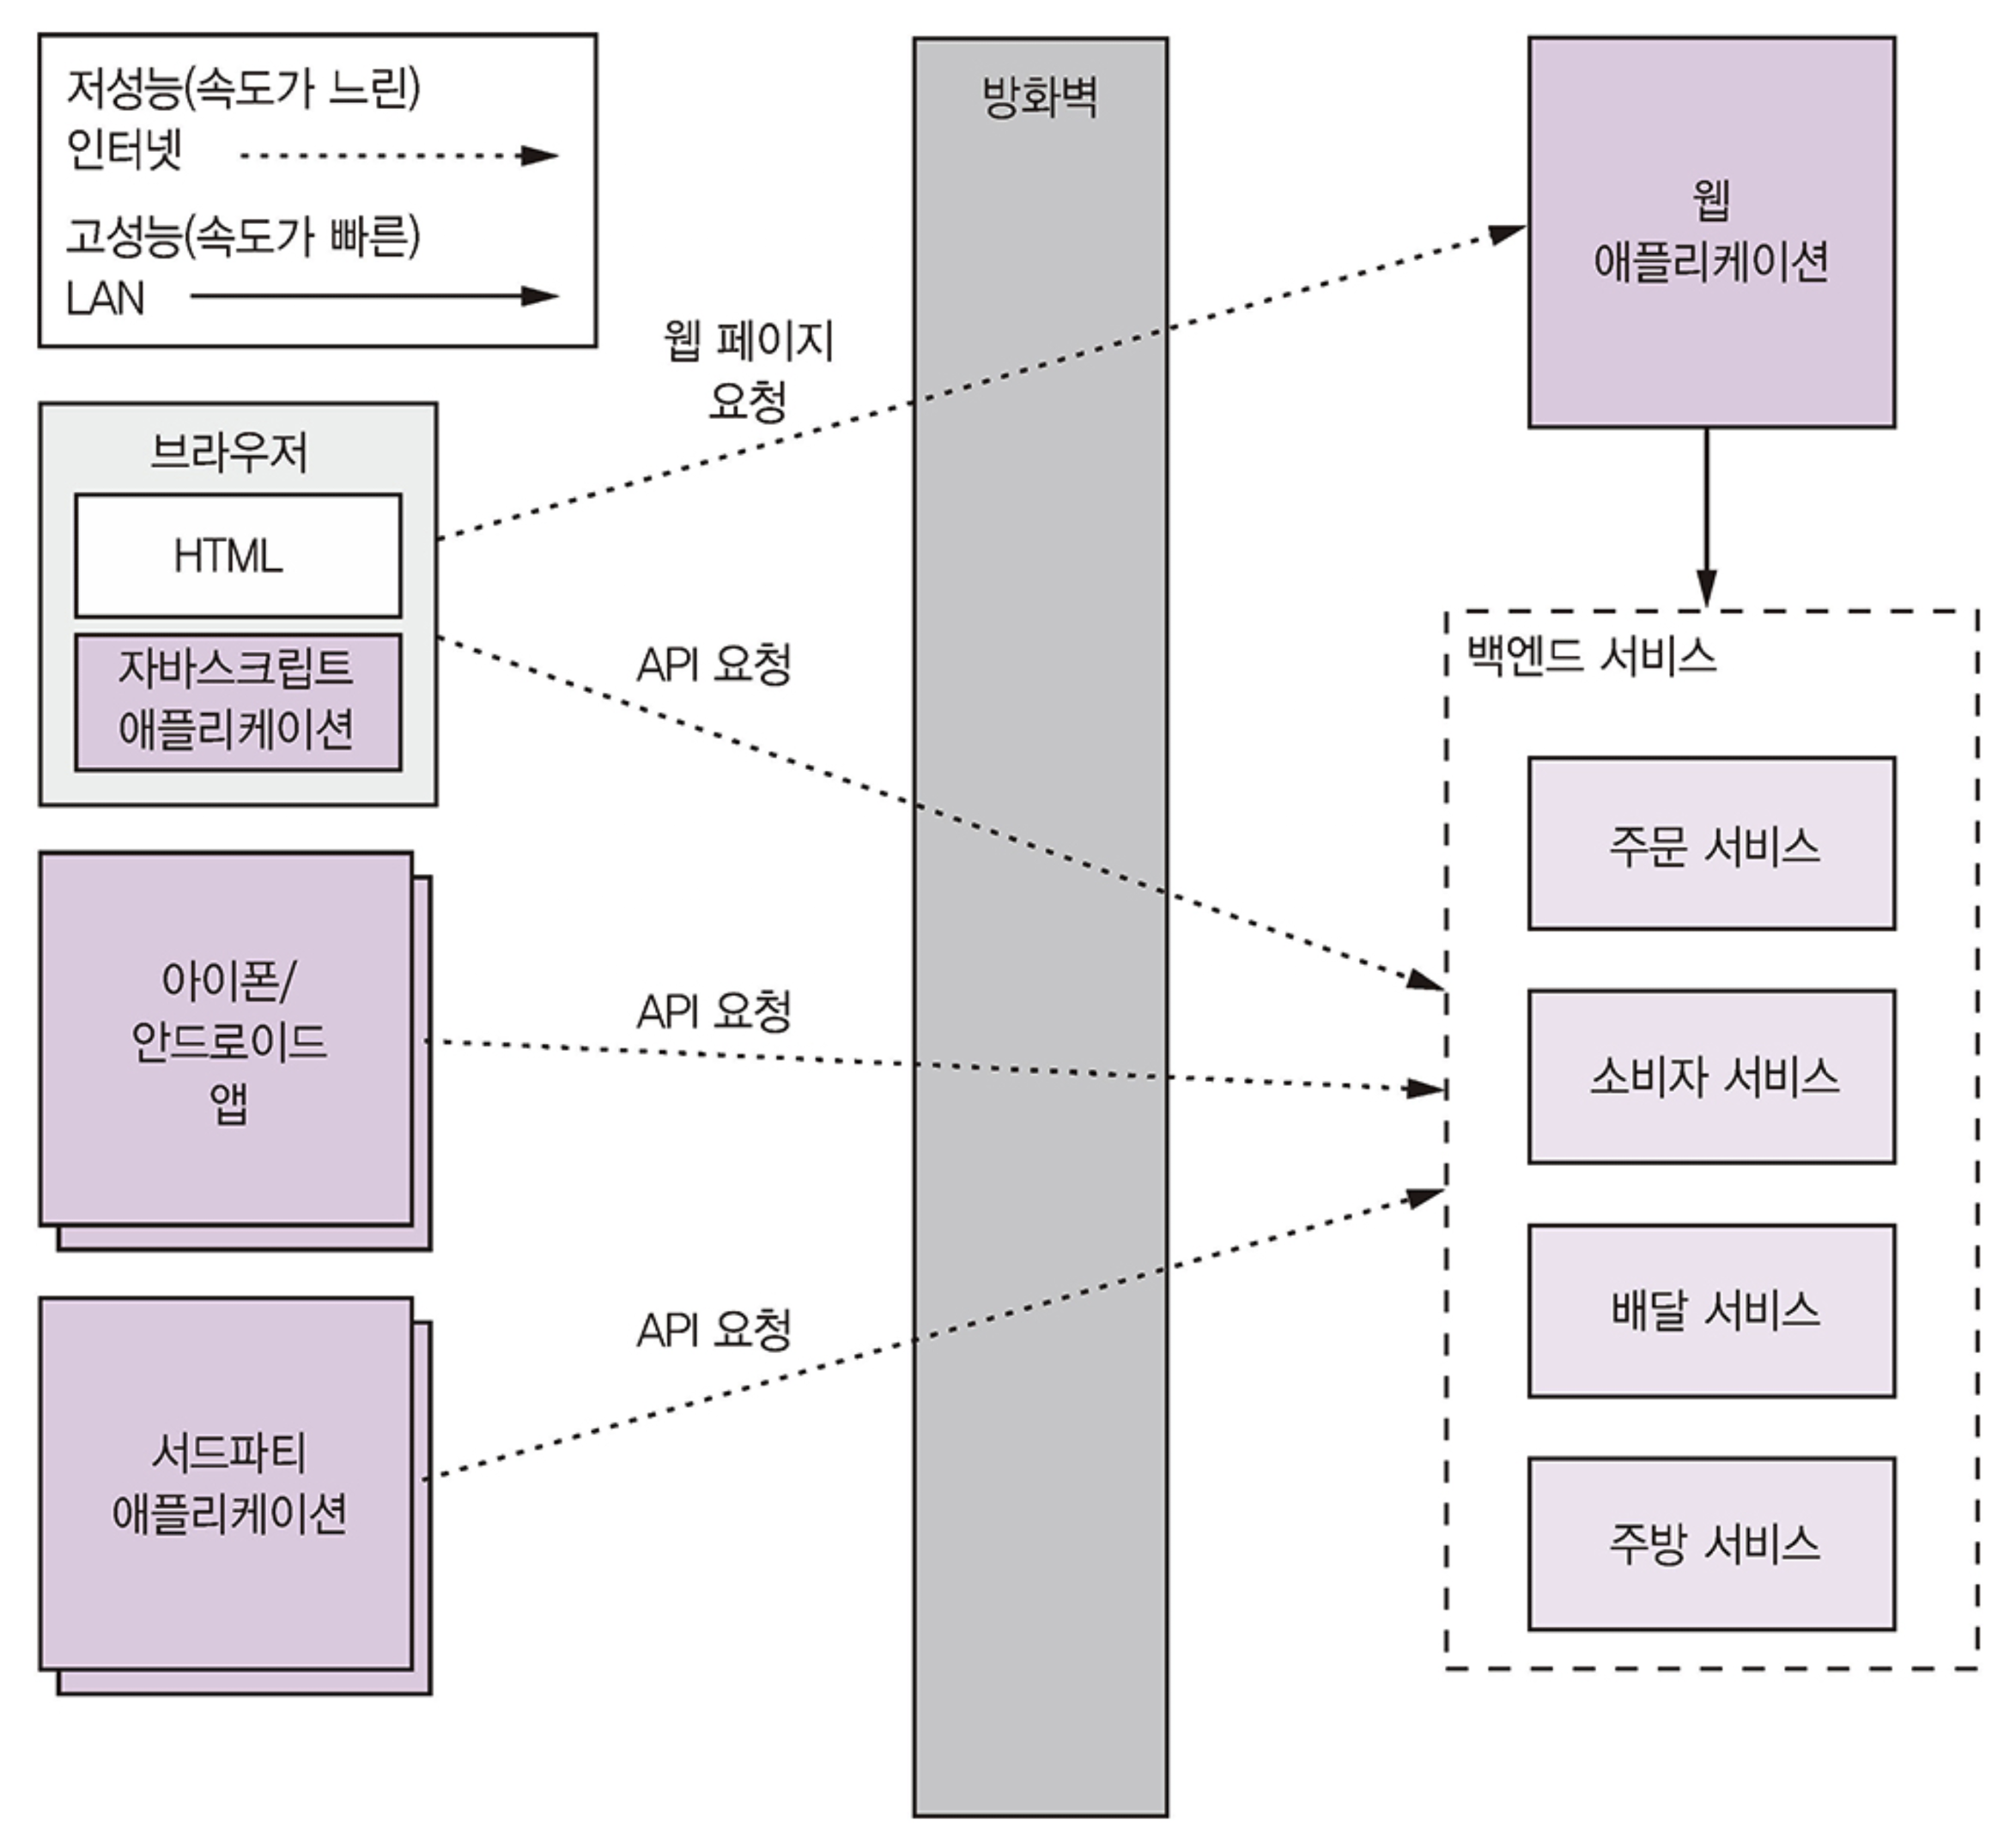 저성능(속도가 느린)
인터넷
고성능(속도가 빠른)
LAN
방화벽
웹
애플리케이션
웹 페이지
요청
브라우저
HTML
자바스크립트
애플리케이션
API 요청
백엔드 서비스
주문 서비스
아이폰/
안드로이드
앱
API 요청
소비자 서비스
서드파티
애플리케이션
API 요청
배달 서비스
주방 서비스